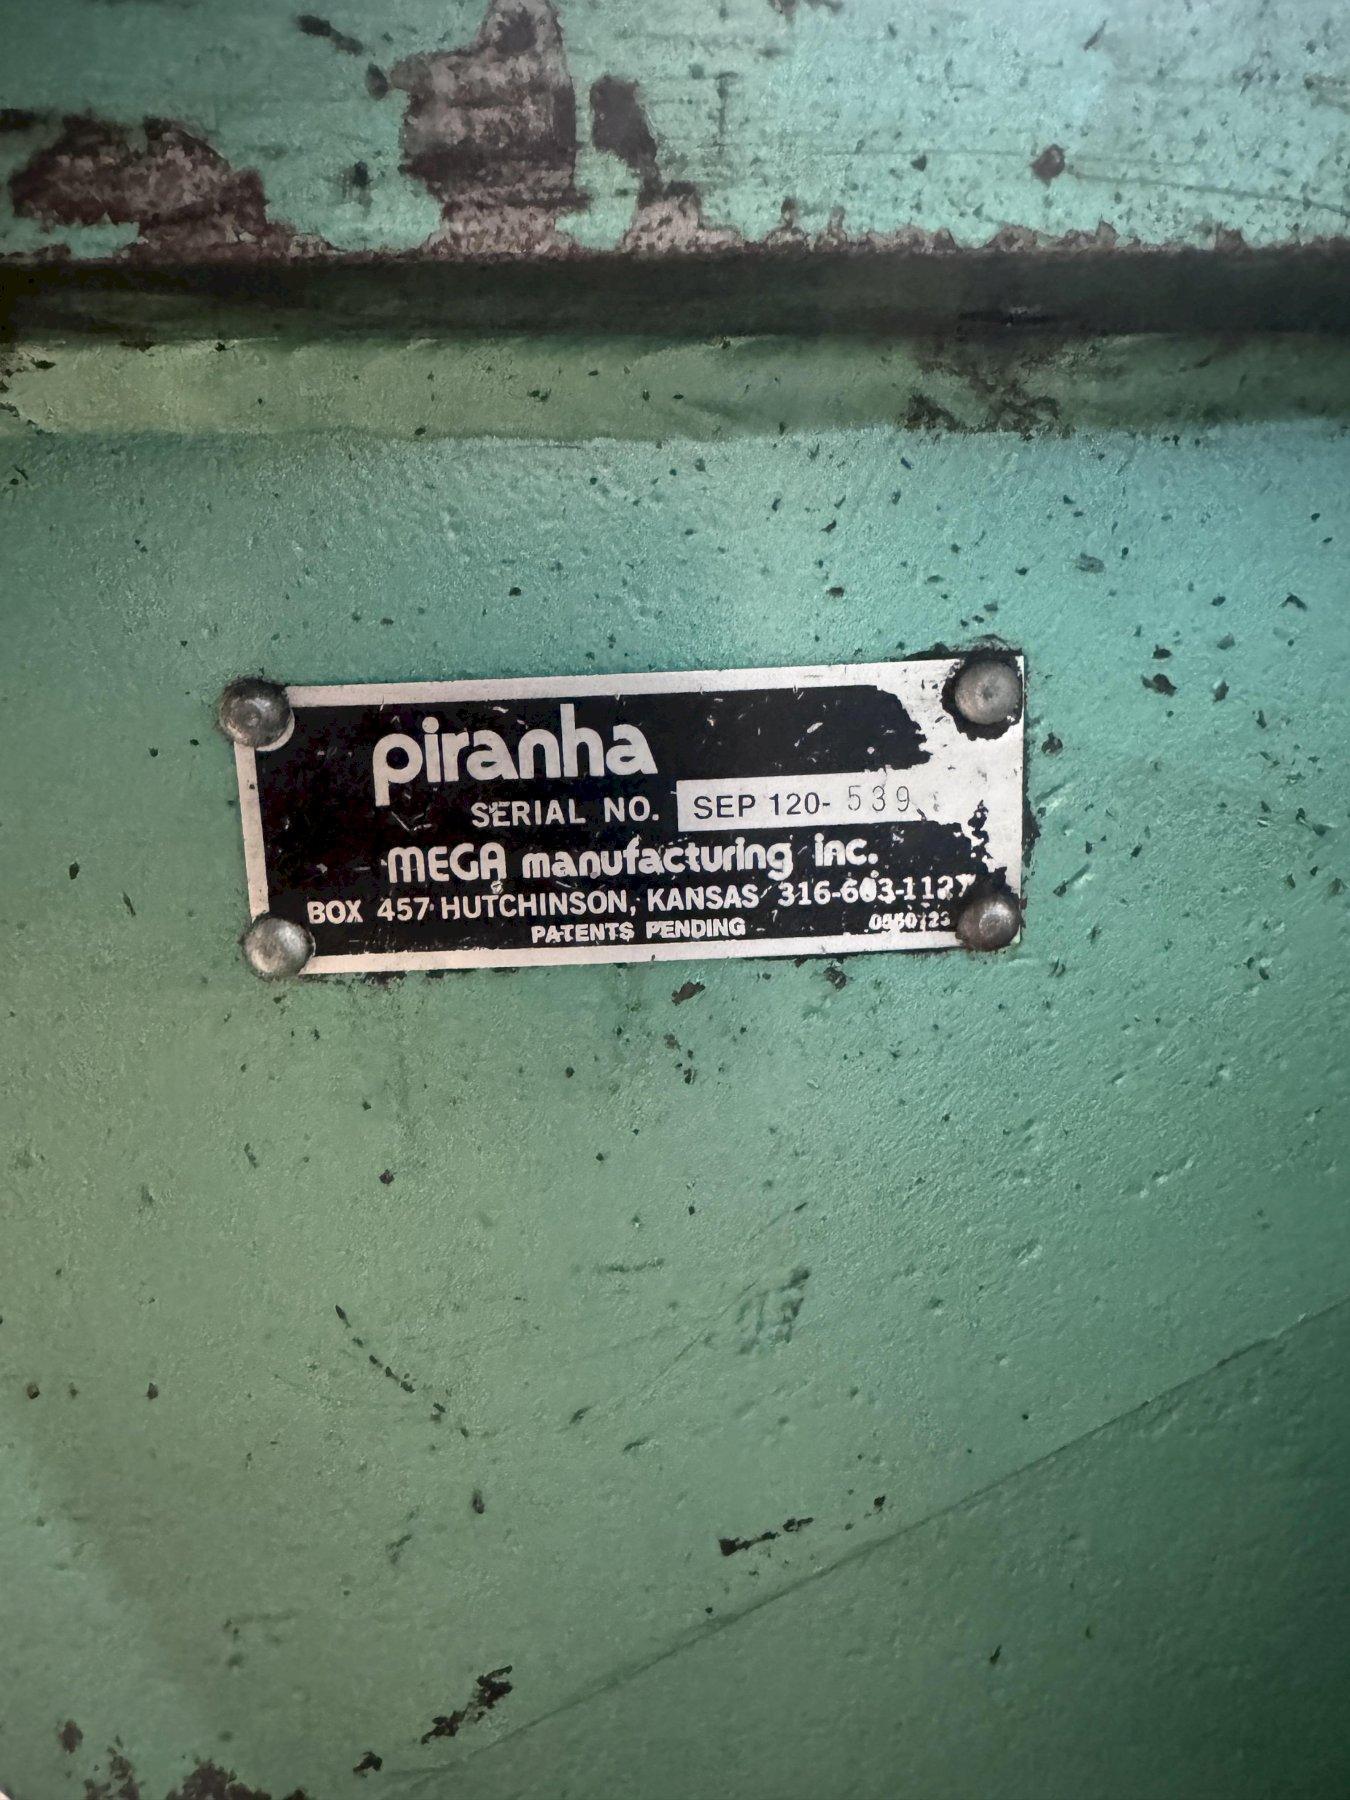 piranha
SERIAL NO. SEP 120- 539
MEGA manufacturing inc.
BOX 457 HUTCHINSON, KANSAS
PATENTS PENDING